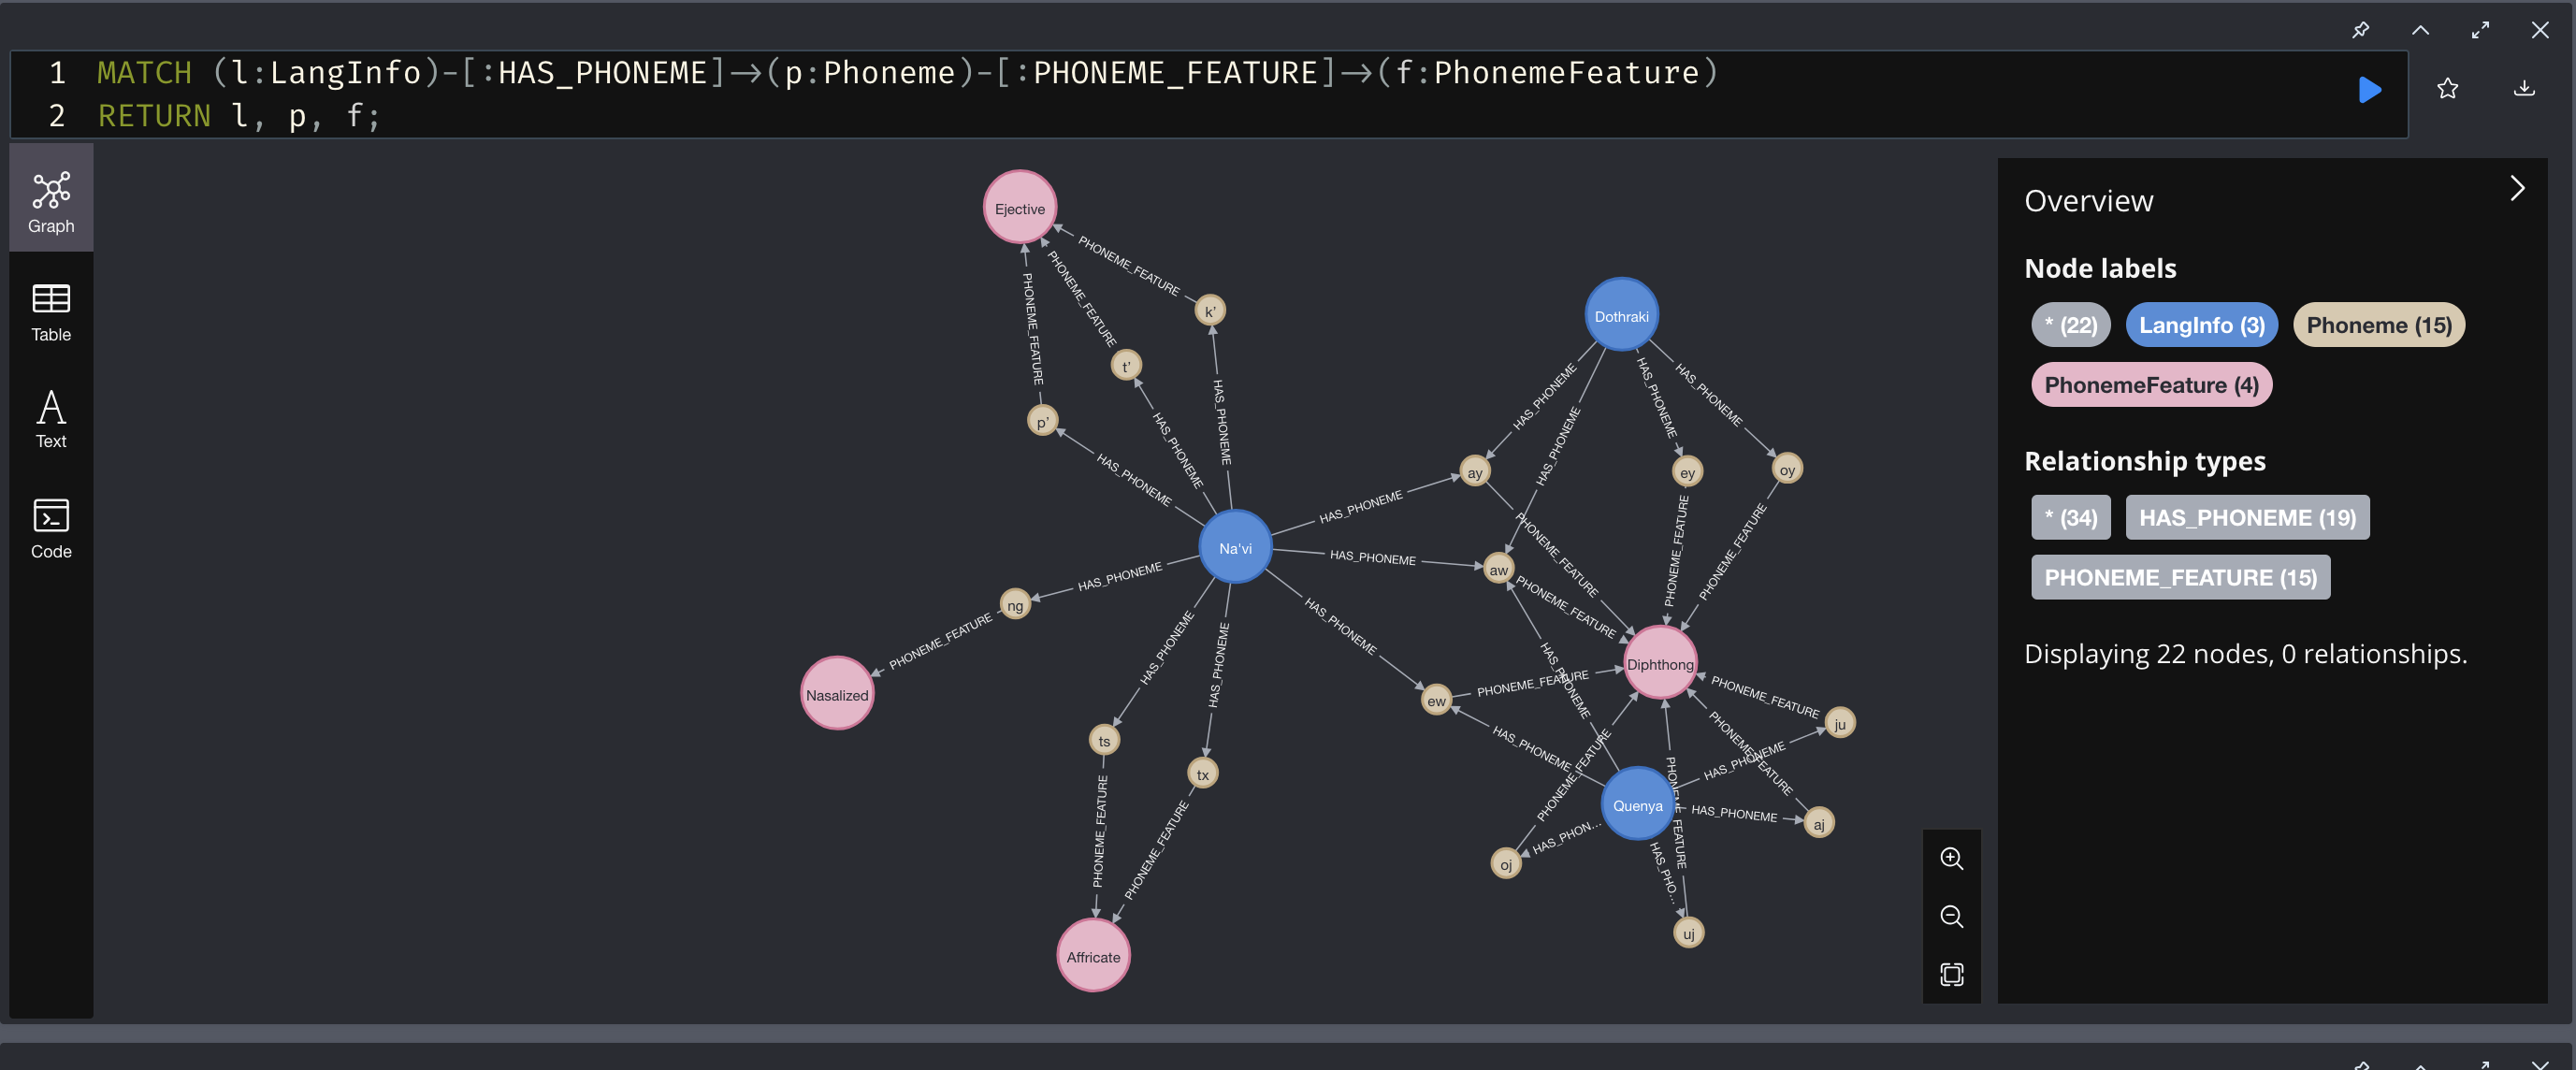 1 MATCH (l:LangInfo)-[:HAS_PHONEME]→(p:Phoneme)-[:PHONEME_FEATURE]→(f:PhonemeFeature)
2 RETURN l, p, f;
Graph
Table
Text
Code
Ejective
PHONEME_FEATURE
PHONEME_FEATURE
PHONEME_FEATURE
k’
t’
p’
HAS_PHONEME
HAS_PHONEME
HAS_PHONEME
Dothraki
HAS_PHONEME
HAS_PHONEME
HAS_PHONEME
HAS_PHONEME
ay
ey
oy
HAS_PHONEME
PHONEME_FEATURE
PHONEME_FEATURE
PHONEME_FEATURE
Na'vi
HAS_PHONEME
aw
PHONEME_FEATURE
HAS_PHONEME
ng
PHONEME_FEATURE
Nasalized
HAS_PHONEME
HAS_PHONEME
HAS_PHONEME
Diphthong
HAS_PHONEME
PHONEME_FEATURE
ew
PHONEME_FEATURE
ju
HAS_PHONEME
PHONEME_FEATURE
HAS_PHONEME
PHONEME_FEATURE
ts
tx
Quenya
HAS_PHONEME
aj
PHONEME_FEATURE
HAS_PHON...
oj
PHONEME_FEATURE
HAS_PHO...
uj
PHONEME_FEATURE
PHONEME_FEATURE
Affricate
Overview
Node labels
* (22) LangInfo (3) Phoneme (15)
PhonemeFeature (4)
Relationship types
* (34) HAS_PHONEME (19)
PHONEME_FEATURE (15)
Displaying 22 nodes, 0 relationships.